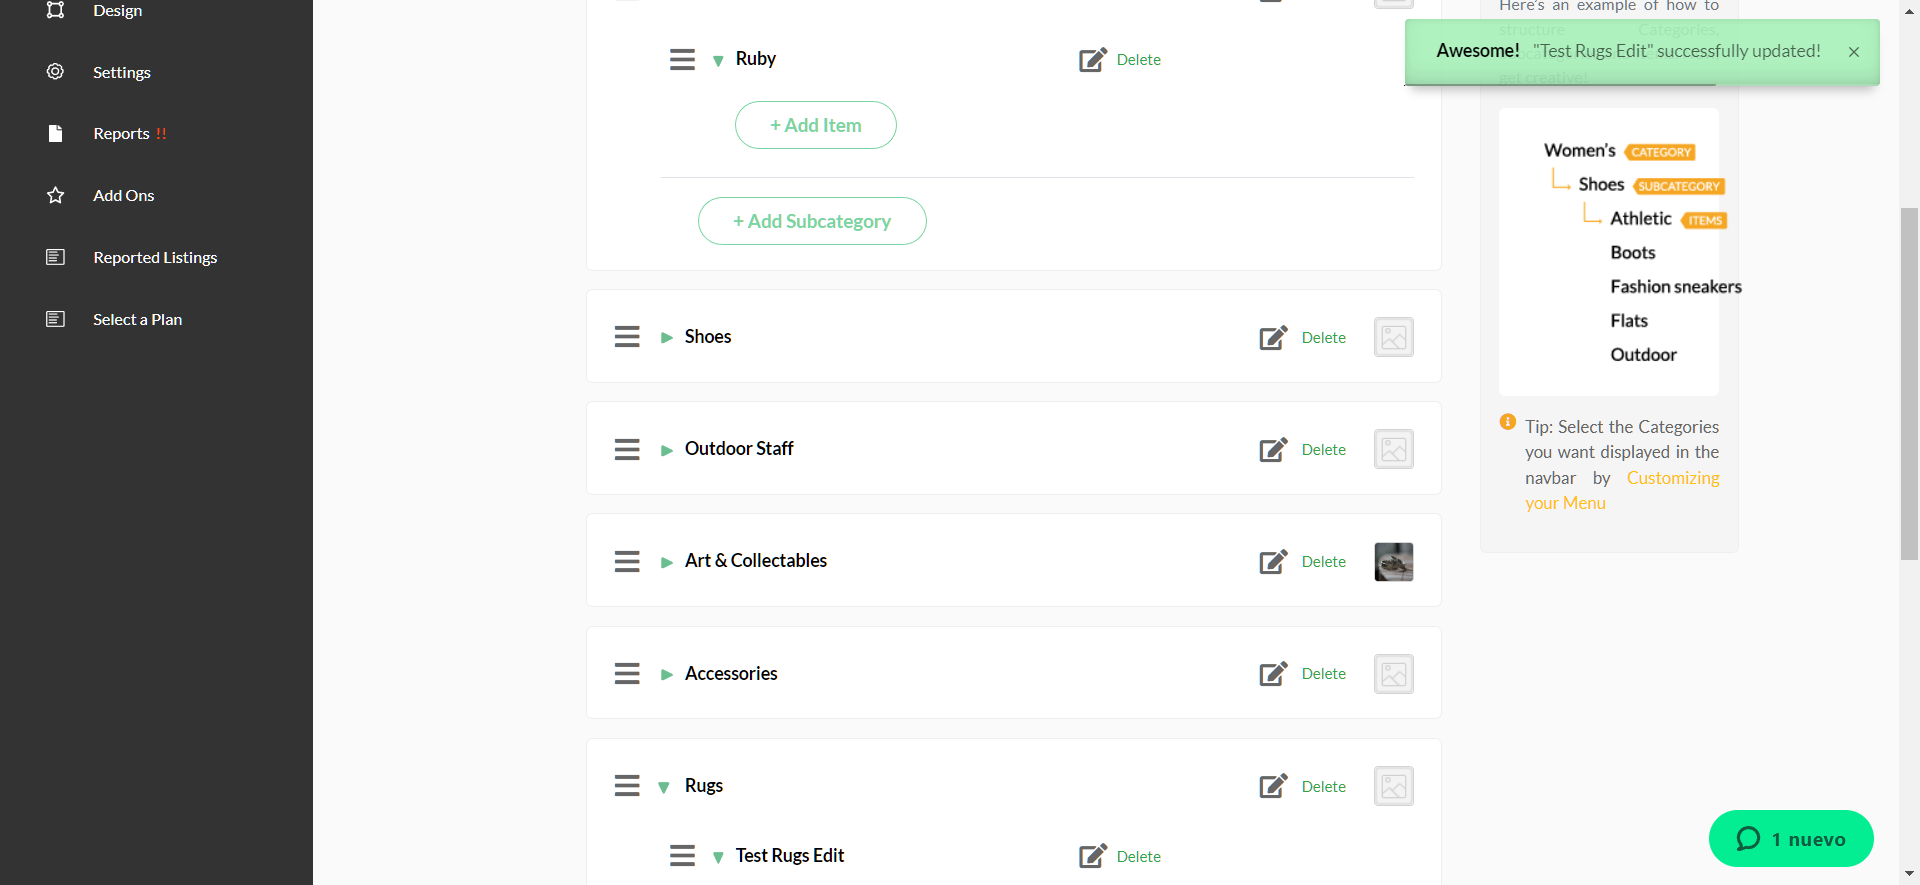 Design
Settings
Reports !!
Add Ons
Reported Listings
Select a Plan
Ruby
Delete
+ Add Item
+ Add Subcategory
Shoes
Delete
Outdoor Staff
Delete
Art & Collectables
Delete
Accessories
Delete
Rugs
Delete
Test Rugs Edit
Delete
Here's an example of how to
structure Categories,
get creative!
Awesome! "Test Rugs Edit" successfully updated! ×
Women's CATEGORY
Shoes SUBCATEGORY
Athletic ITEMS
Boots
Fashion sneakers
Flats
Outdoor
Tip: Select the Categories
you want displayed in the
navbar by Customizing
your Menu
1 nuevo